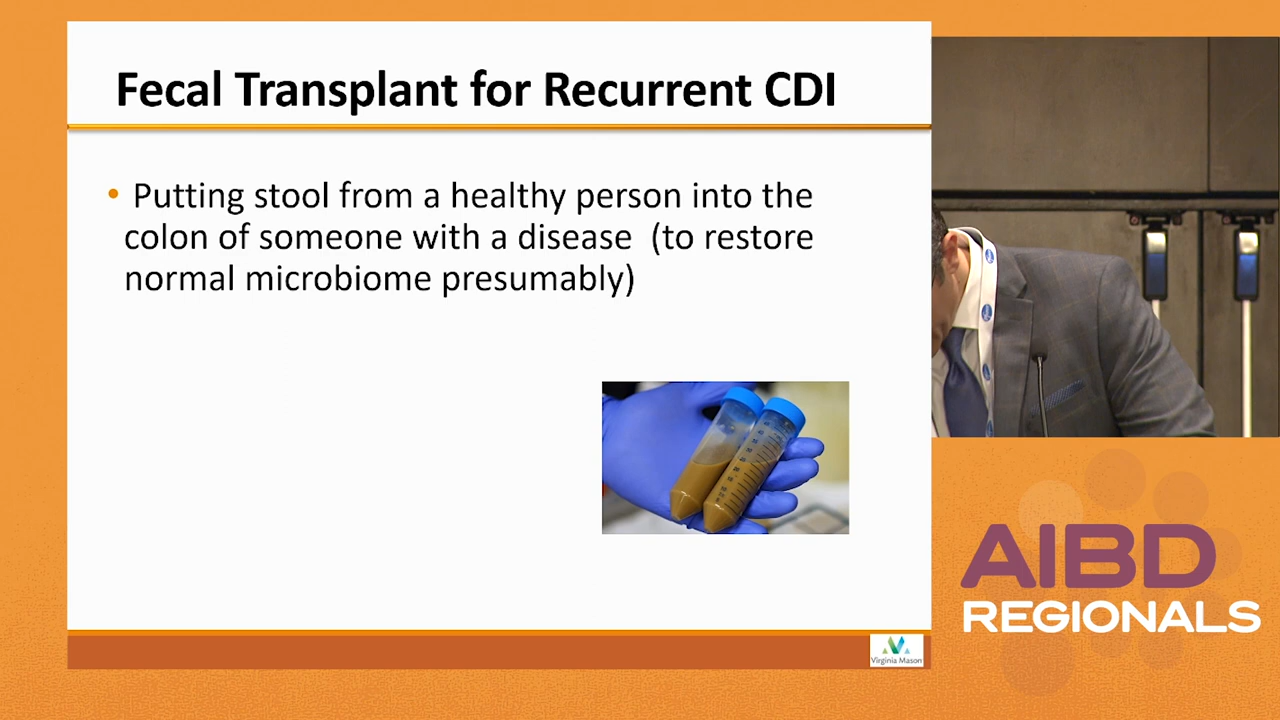 Fecal Transplant for Recurrent CDI
• Putting stool from a healthy person into the
colon of someone with a disease (to restore
normal microbiome presumably)
Virginia Mason
AIBD
REGIONALS